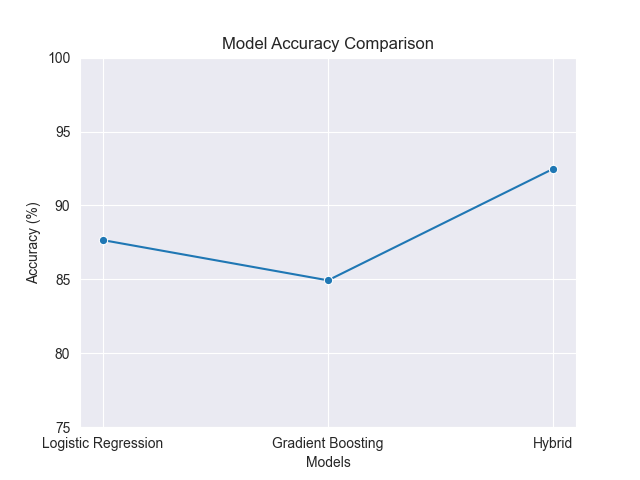 Model Accuracy Comparison
100
95
90
85
80
75
Accuracy (%)
Logistic Regression
Gradient Boosting
Hybrid
Models